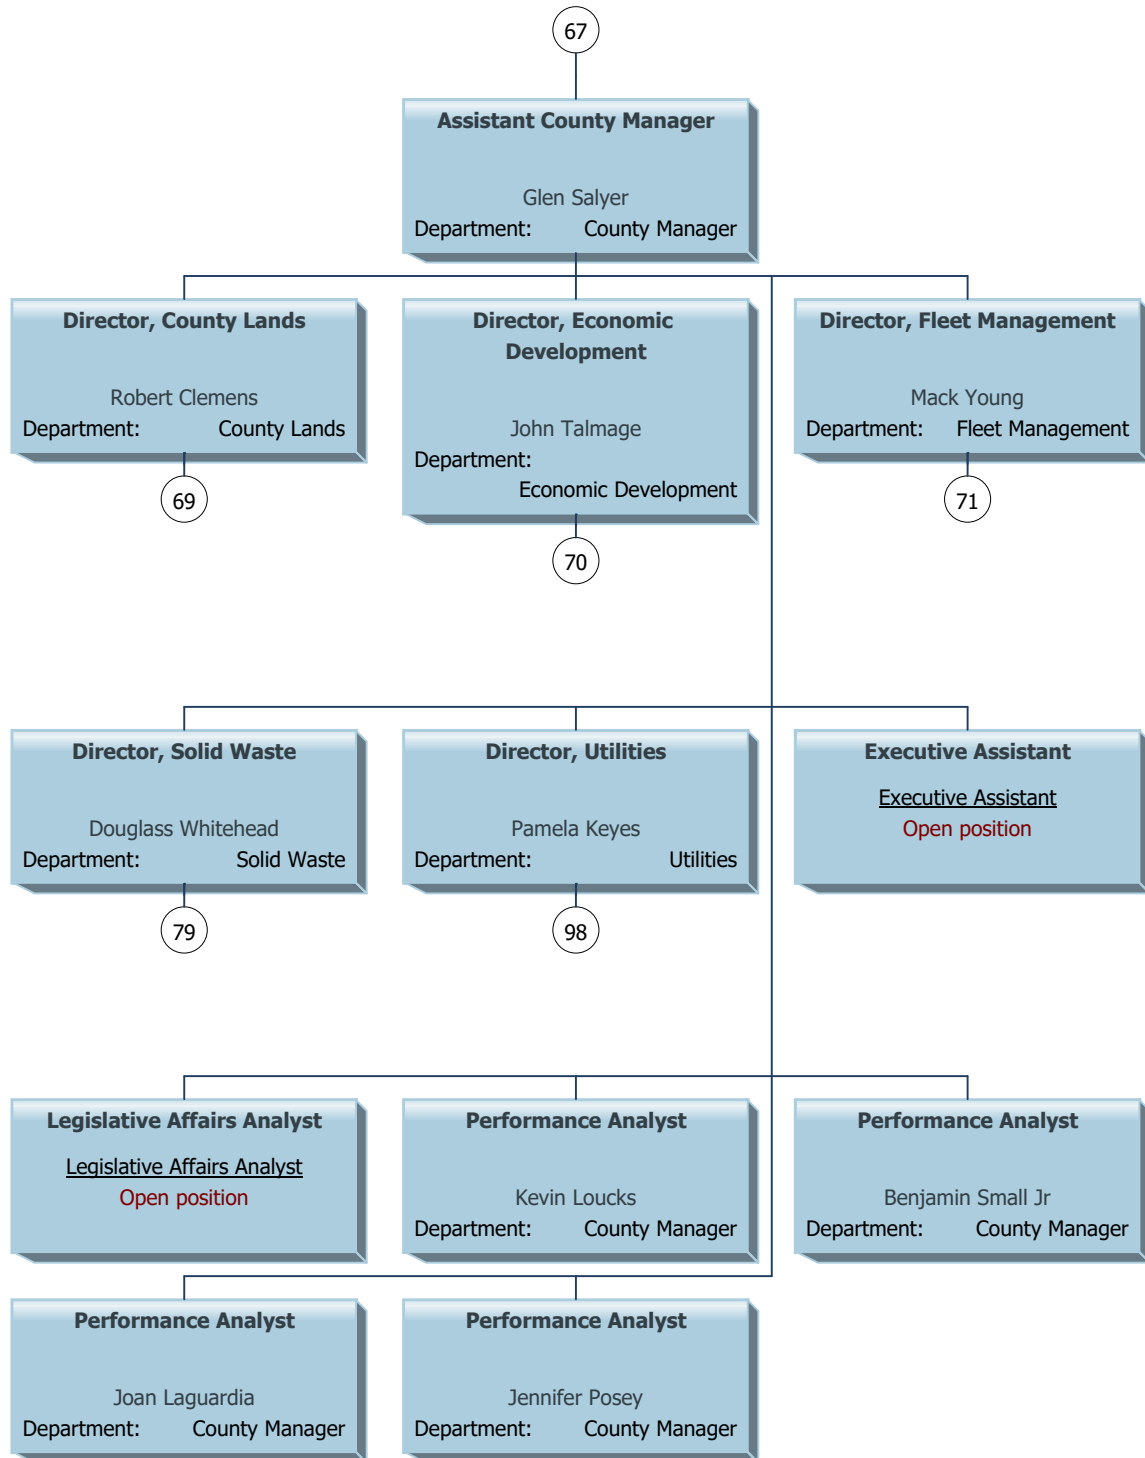 67
Assistant County Manager
Glen Salyer
Department: County Manager
Director, County Lands
Robert Clemens
Department: County Lands
69
Director, Economic
Development
John Talmage
Department:
Economic Development
70
Director, Fleet Management
Mack Young
Department: Fleet Management
71
Director, Solid Waste
Douglass Whitehead
Department: Solid Waste
79
Director, Utilities
Pamela Keyes
Department: Utilities
98
Executive Assistant
Executive Assistant
Open position
Legislative Affairs Analyst
Legislative Affairs Analyst
Open position
Performance Analyst
Kevin Loucks
Department: County Manager
Performance Analyst
Benjamin Small Jr
Department: County Manager
Performance Analyst
Joan Laguardia
Department: County Manager
Performance Analyst
Jennifer Posey
Department: County Manager